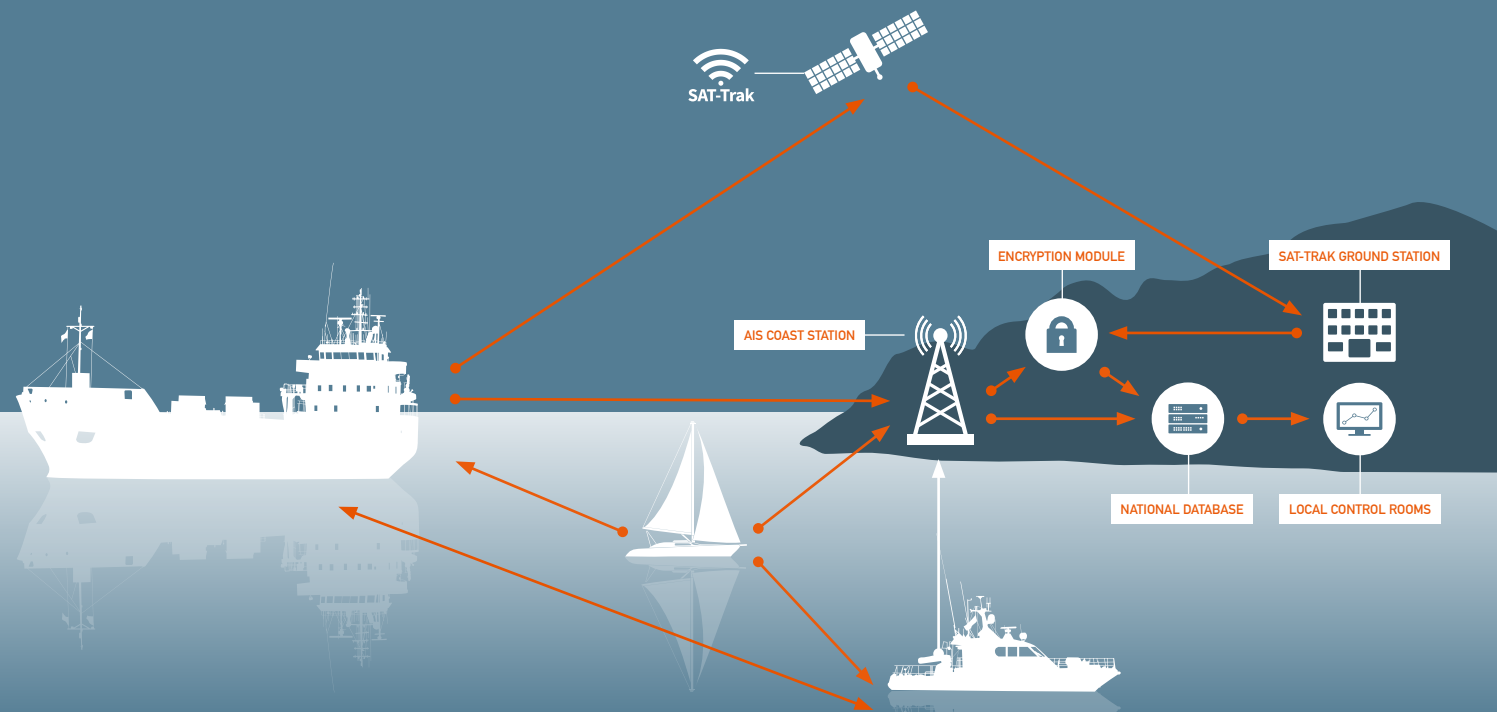 SAT-Trak
ENCRYPTION MODULE
SAT-TRAK GROUND STATION
AIS COAST STATION
NATIONAL DATABASE
LOCAL CONTROL ROOMS